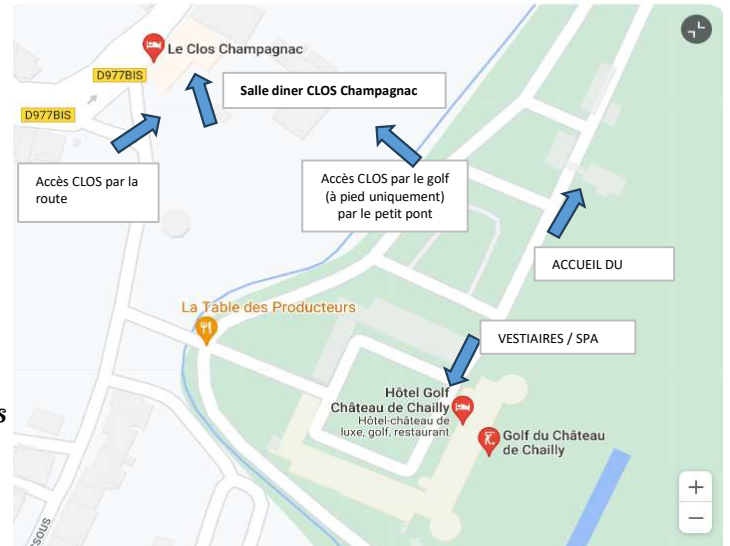 Le Clos Champagnac
D977BIS
D977BIS
Salle diner CLOS Champagnac
Accès CLOS par la
route
Accès CLOS par le golf
(à pied uniquement)
par le petit pont
ACCUEIL DU
La Table des Producteurs
VESTIAIRES / SPA
Hôtel Golf
Château de Chailly
Hôtel-château de
luxe, golf, restaurant
Golf du Château
de Chailly
s
ssous
+
−